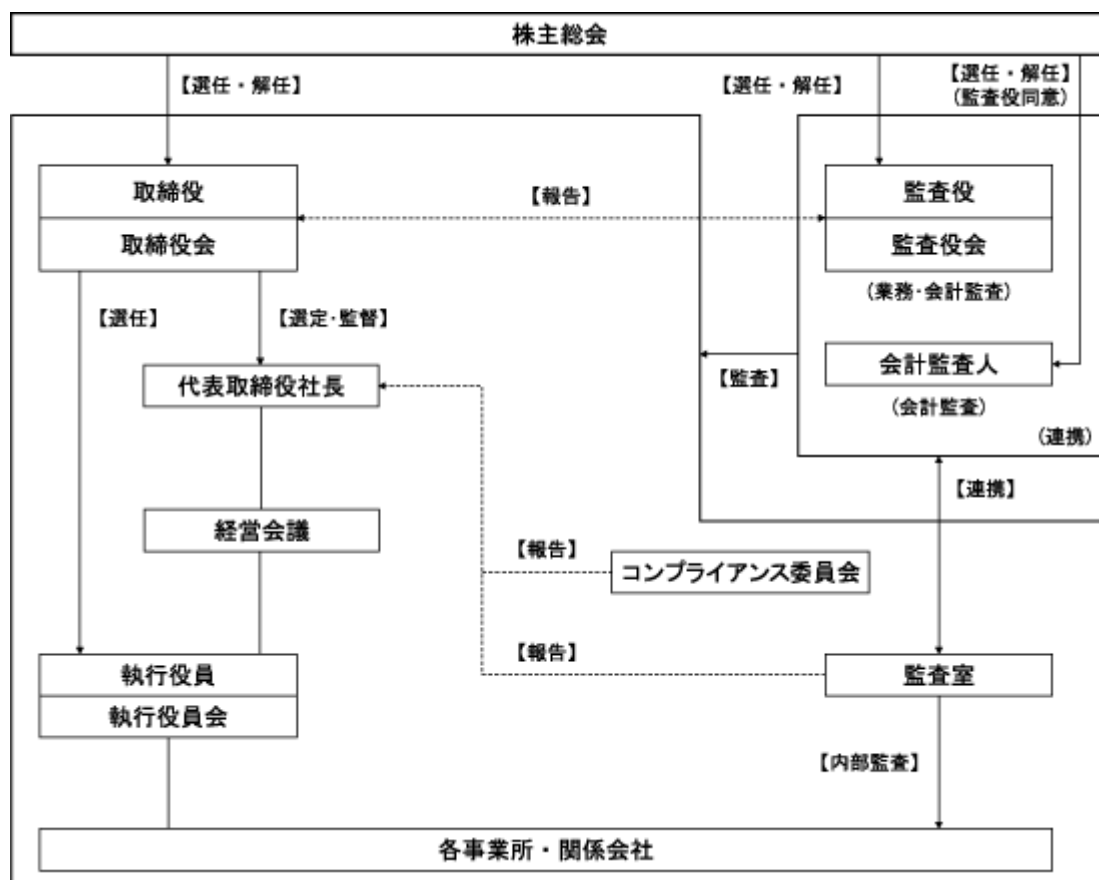 株主総会
【選任・解任】
【選任・解任】
【選任・解任】
(監査役同意)
取締役
取締役会
【報告】
監査役
監査役会
(業務・会計監査)
【選任】
【選定・監督】
代表取締役社長
【監査】
会計監査人
(会計監査)
(連携)
【連携】
経営会議
【報告】
コンプライアンス委員会
【報告】
執行役員
執行役員会
監査室
【内部監査】
各事業所・関係会社